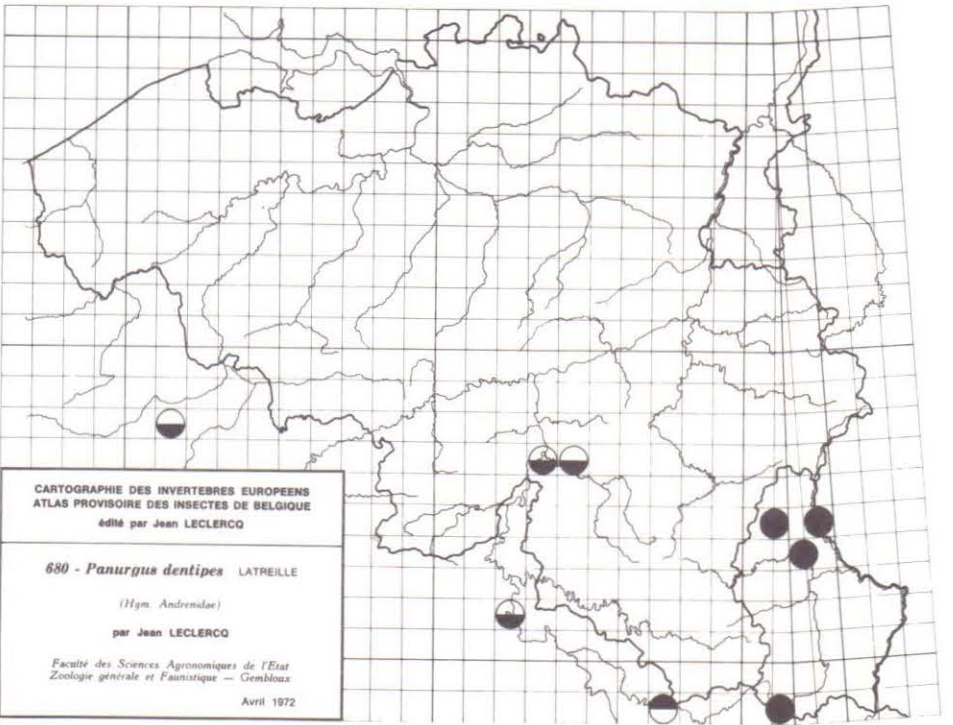 CARTOGRAPHIE DES INVERTEBRES EUROPEENS
ATLAS PROVISOIRE DES INSECTES DE BELGIQUE
édité par Jean LECLERCQ
680 - Panurgus dentipes LATREILLE
(Hym. Andrenidae)
par Jean LECLERCQ
Faculté des Sciences Agronomiques de l'Etat
Zoologie générale et Faunistique — Gembloux
Avril 1972